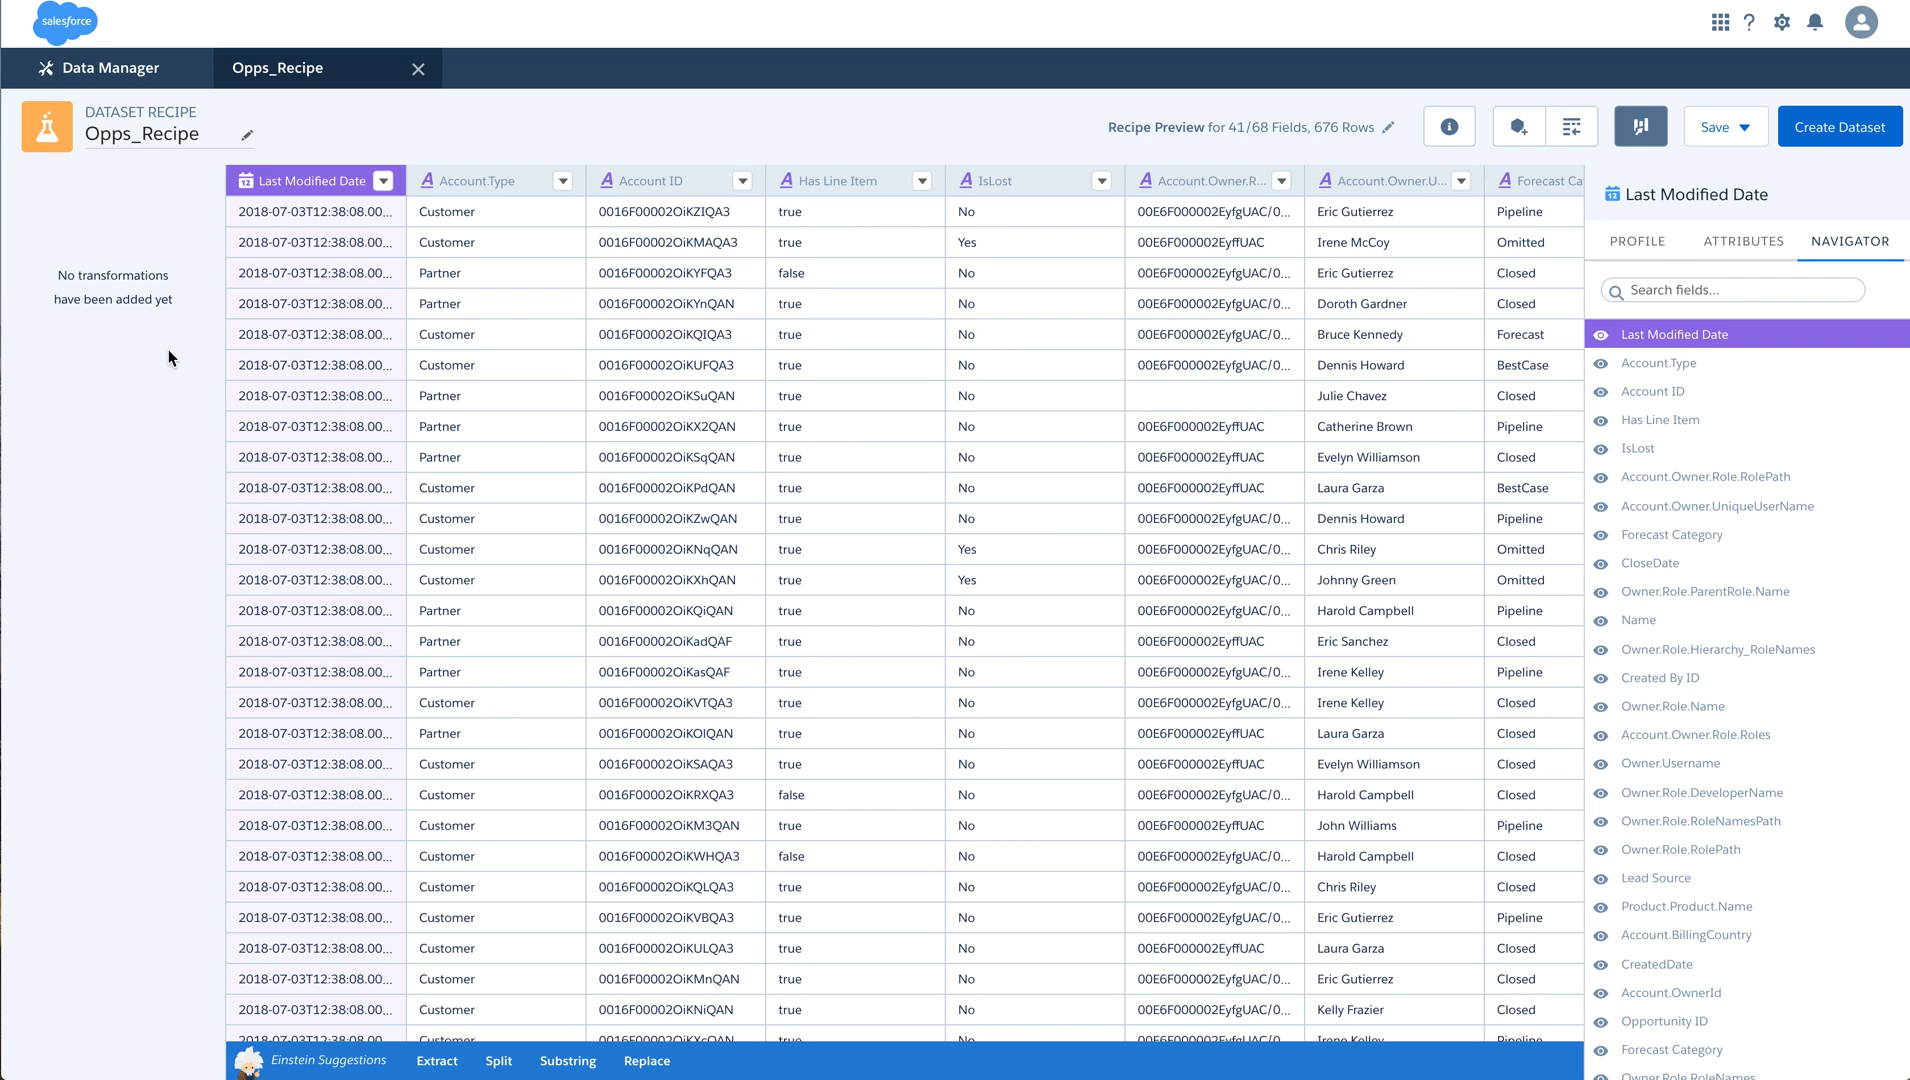 salesforce
Data Manager
Opps_Recipe
DATASET RECIPE
Opps_Recipe
Recipe Preview for 41/68 Fields, 676 Rows
Save
Create Dataset
No transformations
have been added yet
Last Modified Date Account.Type Account ID Has Line Item IsLost Account.Owner.R... Account.Owner.U... Forecast Ca
2018-07-03T12:38:08.00... Customer 0016F00002OiKZIQA3 true No 00E6F000002EyfgUAC/0... Eric Gutierrez Pipeline
2018-07-03T12:38:08.00... Customer 0016F00002OiKMAQA3 true Yes 00E6F000002EyffUAC Irene McCoy Omitted
2018-07-03T12:38:08.00... Partner 0016F00002OiKYFQA3 false No 00E6F000002EyfgUAC/0... Eric Gutierrez Closed
2018-07-03T12:38:08.00... Partner 0016F00002OiKYnQAN true No 00E6F000002EyfgUAC/0... Doroth Gardner Closed
2018-07-03T12:38:08.00... Customer 0016F00002OiKQIQA3 true No 00E6F000002EyfgUAC/0... Bruce Kennedy Forecast
2018-07-03T12:38:08.00... Customer 0016F00002OiKUFQA3 true No 00E6F000002EyfgUAC/0... Dennis Howard BestCase
2018-07-03T12:38:08.00... Partner 0016F00002OiKSuQAN true No Julie Chavez Closed
2018-07-03T12:38:08.00... Partner 0016F00002OiKX2QAN true No 00E6F000002EyffUAC Catherine Brown Pipeline
2018-07-03T12:38:08.00... Partner 0016F00002OiKSqQAN true No 00E6F000002EyffUAC Evelyn Williamson Closed
2018-07-03T12:38:08.00... Customer 0016F00002OiKPdQAN true No 00E6F000002EyffUAC Laura Garza BestCase
2018-07-03T12:38:08.00... Customer 0016F00002OiKZwQAN true No 00E6F000002EyfgUAC/0... Dennis Howard Pipeline
2018-07-03T12:38:08.00... Customer 0016F00002OiKNqQAN true Yes 00E6F000002EyfgUAC/0... Chris Riley Omitted
2018-07-03T12:38:08.00... Customer 0016F00002OiKXhQAN true Yes 00E6F000002EyfgUAC/0... Johnny Green Omitted
2018-07-03T12:38:08.00... Partner 0016F00002OiKQiQAN true No 00E6F000002EyfgUAC/0... Harold Campbell Pipeline
2018-07-03T12:38:08.00... Partner 0016F00002OiKadQAF true No 00E6F000002EyffUAC Eric Sanchez Closed
2018-07-03T12:38:08.00... Partner 0016F00002OiKasQAF true No 00E6F000002EyfgUAC/0... Irene Kelley Pipeline
2018-07-03T12:38:08.00... Customer 0016F00002OiKVTQA3 true No 00E6F000002EyfgUAC/0... Irene Kelley Closed
2018-07-03T12:38:08.00... Partner 0016F00002OiKOlQAN true No 00E6F000002EyffUAC Laura Garza Closed
2018-07-03T12:38:08.00... Customer 0016F00002OiKSAQA3 true No 00E6F000002EyffUAC Evelyn Williamson Closed
2018-07-03T12:38:08.00... Customer 0016F00002OiKRXQA3 false No 00E6F000002EyfgUAC/0... Harold Campbell Closed
2018-07-03T12:38:08.00... Customer 0016F00002OiKM3QAN true No 00E6F000002EyffUAC John Williams Pipeline
2018-07-03T12:38:08.00... Customer 0016F00002OiKWHQA3 false No 00E6F000002EyfgUAC/0... Harold Campbell Closed
2018-07-03T12:38:08.00... Customer 0016F00002OiKQLQA3 true No 00E6F000002EyfgUAC/0... Chris Riley Closed
2018-07-03T12:38:08.00... Customer 0016F00002OiKVBQA3 true No 00E6F000002EyfgUAC/0... Eric Gutierrez Pipeline
2018-07-03T12:38:08.00... Customer 0016F00002OiKULQA3 true No 00E6F000002EyffUAC Laura Garza Closed
2018-07-03T12:38:08.00... Customer 0016F00002OiKMnQAN true No 00E6F000002EyfgUAC/0... Eric Gutierrez Closed
2018-07-03T12:38:08.00... Customer 0016F00002OiKNiQAN true No 00E6F000002EyfgUAC/0... Kelly Frazier Closed
2018-07-03T12:38:08.00... Customer 0016F00002OiKXcQAN true No 00E6F000002EyfgUAC/0... Irene Kelley Pipeline
Einstein Suggestions Extract Split Substring Replace
Last Modified Date
PROFILE ATTRIBUTES NAVIGATOR
Search fields...
Last Modified Date
Account.Type
Account ID
Has Line Item
IsLost
Account.Owner.Role.RolePath
Account.Owner.UniqueUserName
Forecast Category
CloseDate
Owner.Role.ParentRole.Name
Name
Owner.Role.Hierarchy_RoleNames
Created By ID
Owner.Role.Name
Account.Owner.Role.Roles
Owner.Username
Owner.Role.DeveloperName
Owner.Role.RoleNamesPath
Owner.Role.RolePath
Lead Source
Product.Product.Name
Account.BillingCountry
CreatedDate
Account.OwnerId
Opportunity ID
Forecast Category
Owner.Role.RoleNames